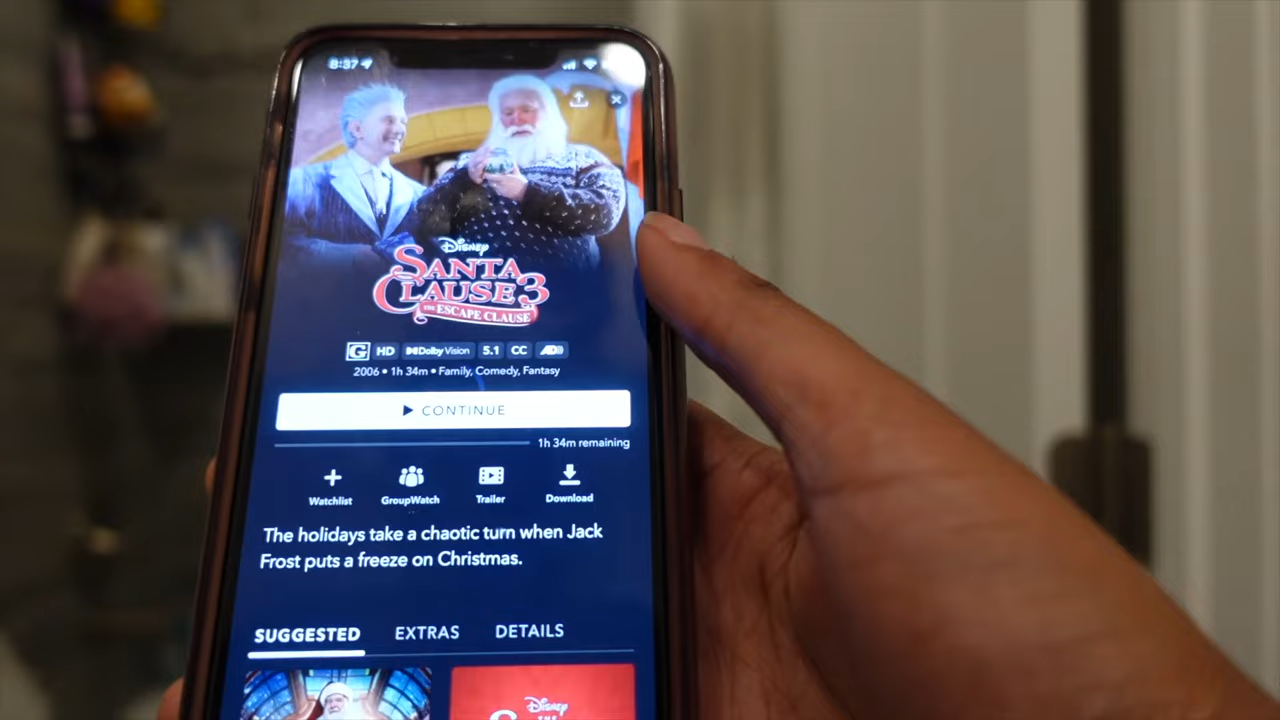 8:37
Disney
SANTA
CLAUSE 3
THE ESCAPE CLAUSE
G HD Dolby Vision 5.1 CC AD
2006 • 1h 34m • Family, Comedy, Fantasy
CONTINUE
1h 34m remaining
Watchlist GroupWatch Trailer Download
The holidays take a chaotic turn when Jack
Frost puts a freeze on Christmas.
SUGGESTED EXTRAS DETAILS
Disney
THE